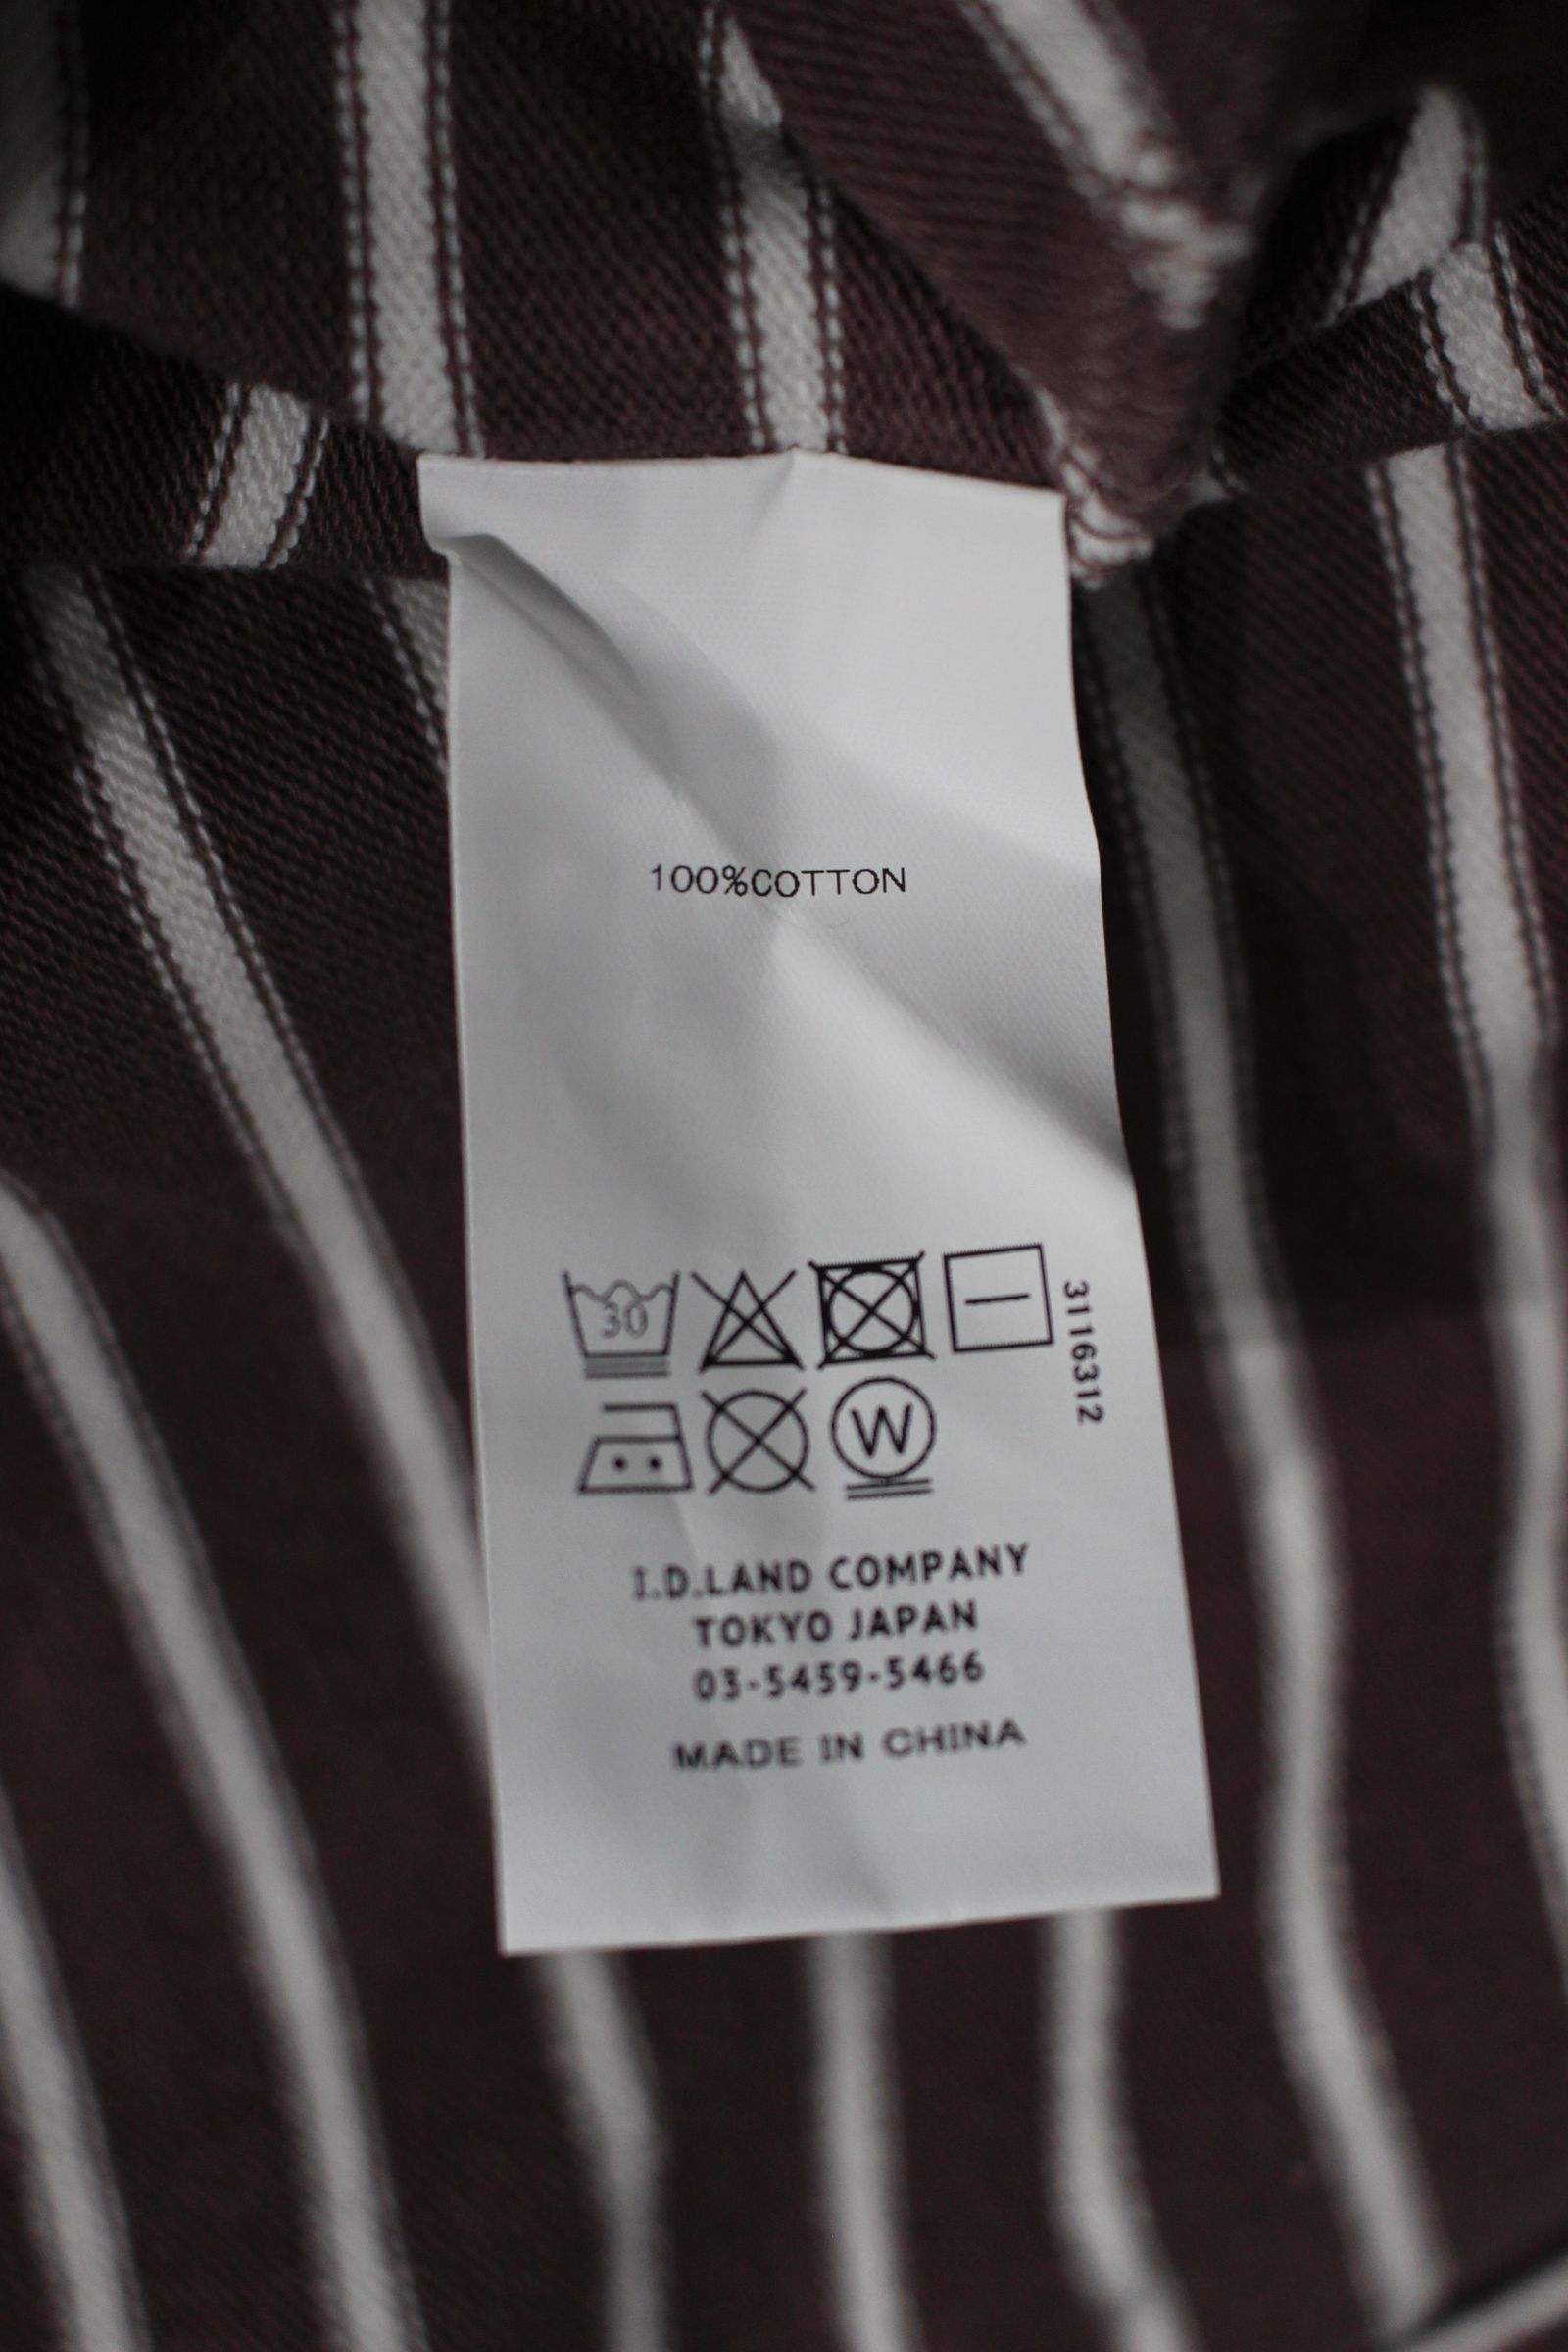 100%COTTON
30
3116312
W
I.D.LAND COMPANY
TOKYO JAPAN
03-5459-5466
MADE IN CHINA